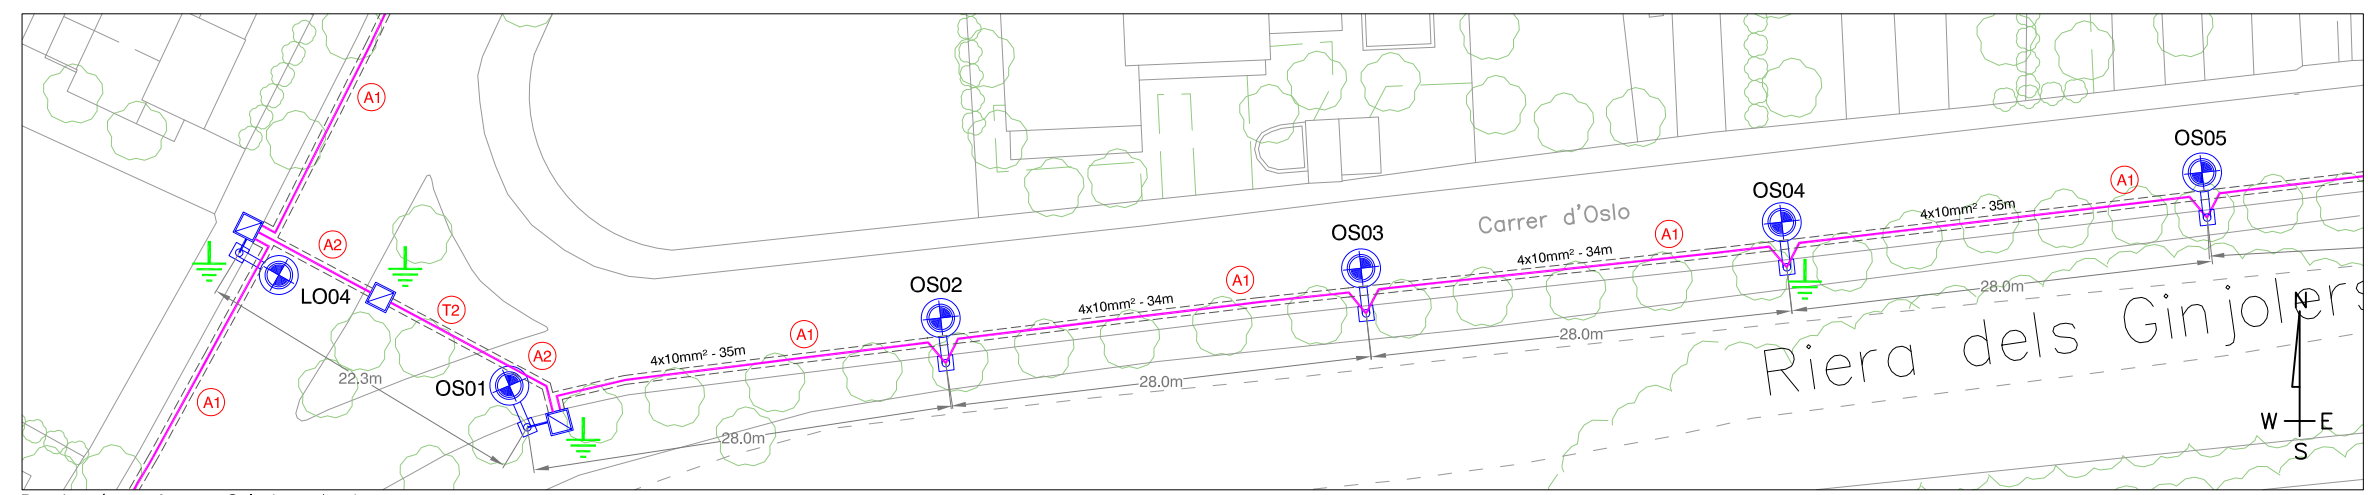 A1
OS05
OS04
A1
Carrer d'Oslo
4x10mm² - 35m
OS03
A1
A2
4x10mm² - 34m
LO04
OS02
A1
28.0m
N
Riera dels Ginjolers
T2
4x10mm² - 34m
A1
28.0m
A2
4x10mm² - 35m
22.3m
OS01
28.0m
A1
28.0m
W
E
S